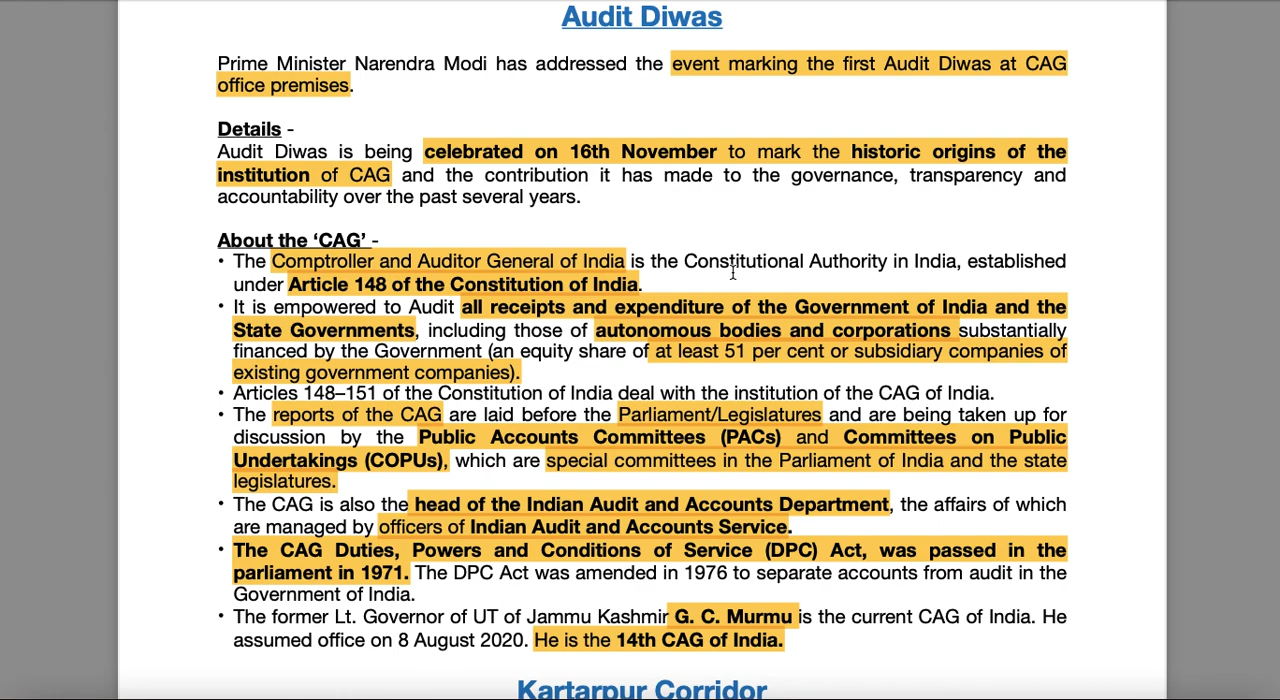 Audit Diwas
Prime Minister Narendra Modi has addressed the event marking the first Audit Diwas at CAG
office premises.
Details -
Audit Diwas is being celebrated on 16th November to mark the historic origins of the
institution of CAG and the contribution it has made to the governance, transparency and
accountability over the past several years.
About the ‘CAG’ -
• The Comptroller and Auditor General of India is the Constitutional Authority in India, established
under Article 148 of the Constitution of India.
• It is empowered to Audit all receipts and expenditure of the Government of India and the
State Governments, including those of autonomous bodies and corporations substantially
financed by the Government (an equity share of at least 51 per cent or subsidiary companies of
existing government companies).
• Articles 148–151 of the Constitution of India deal with the institution of the CAG of India.
• The reports of the CAG are laid before the Parliament/Legislatures and are being taken up for
discussion by the Public Accounts Committees (PACs) and Committees on Public
Undertakings (COPUs), which are special committees in the Parliament of India and the state
legislatures.
• The CAG is also the head of the Indian Audit and Accounts Department, the affairs of which
are managed by officers of Indian Audit and Accounts Service.
• The CAG Duties, Powers and Conditions of Service (DPC) Act, was passed in the
parliament in 1971. The DPC Act was amended in 1976 to separate accounts from audit in the
Government of India.
• The former Lt. Governor of UT of Jammu Kashmir G. C. Murmu is the current CAG of India. He
assumed office on 8 August 2020. He is the 14th CAG of India.
Kartarpur Corridor